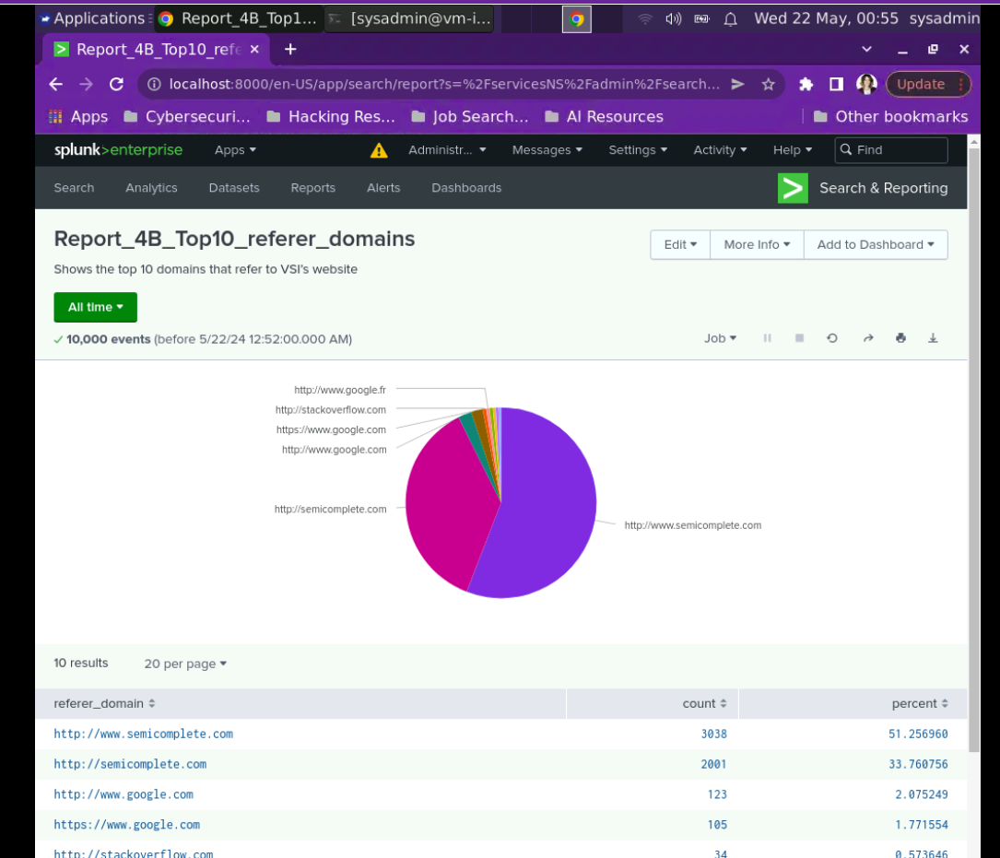 Applications Report_4B_Top1... [sysadmin@vm-i... Wed 22 May, 00:55 sysadmin
Report_4B_Top10_refe × +
localhost:8000/en-US/app/search/report?s=%2FservicesNS%2Fadmin%2Fsearch... Update
Apps Cybersecuri... Hacking Res... Job Search... AI Resources Other bookmarks
splunk>enterprise Apps Administr... Messages Settings Activity Help Find
Search Analytics Datasets Reports Alerts Dashboards Search & Reporting
Report_4B_Top10_referer_domains
Edit More Info Add to Dashboard
Shows the top 10 domains that refer to VSI's website
All time
10,000 events (before 5/22/24 12:52:00.000 AM) Job
http://www.google.fr
http://stackoverflow.com
https://www.google.com
http://www.google.com
http://semicomplete.com
http://www.semicomplete.com
10 results 20 per page
referer_domain count percent
http://www.semicomplete.com 3038 51.256960
http://semicomplete.com 2001 33.760756
http://www.google.com 123 2.075249
https://www.google.com 105 1.771554
http://stackoverflow.com 34 0.573646